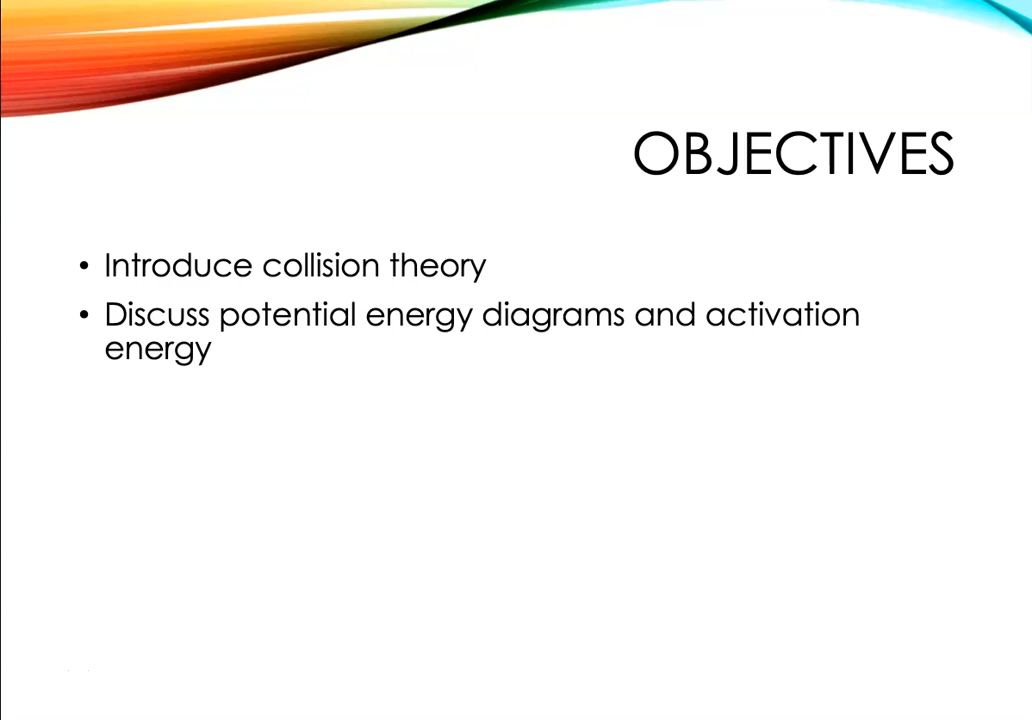 OBJECTIVES
• Introduce collision theory
• Discuss potential energy diagrams and activation
energy